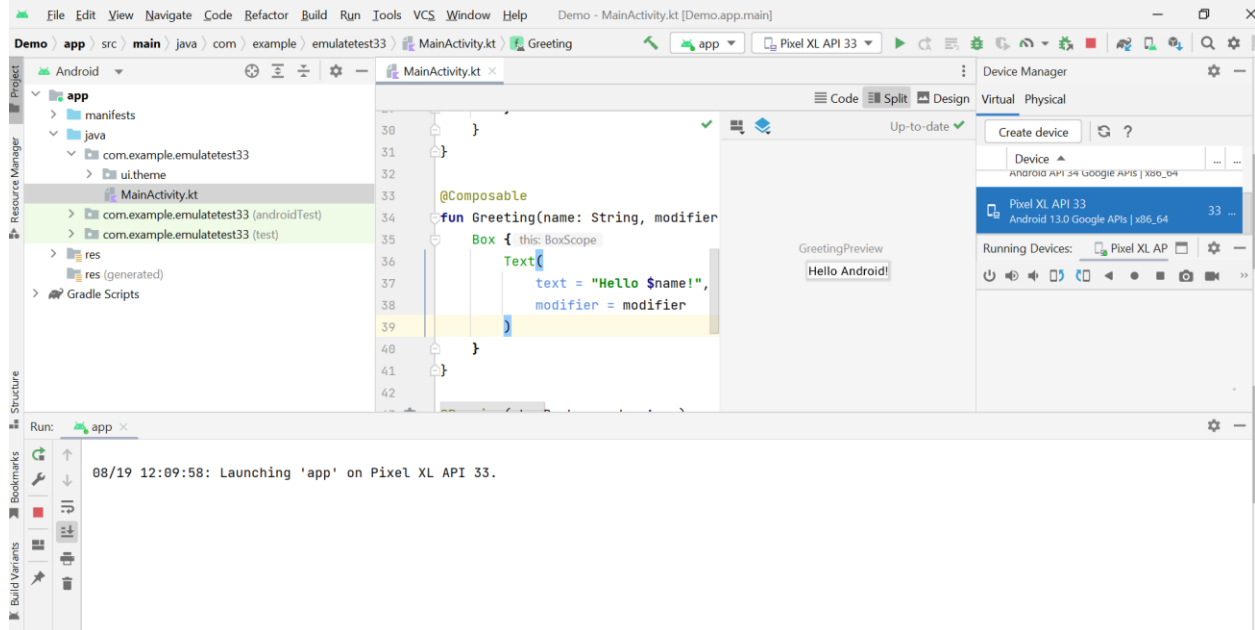 File Edit View Navigate Code Refactor Build Run Tools VCS Window Help Demo - MainActivity.kt [Demo.app.main]
Demo app src main java com example emulatetest33 MainActivity.kt Greeting app Pixel XL API 33
Project
Resource Manager
Structure
Bookmarks
Build Variants
Android
app
manifests
java
com.example.emulatetest33
ui.theme
MainActivity.kt
com.example.emulatetest33 (androidTest)
com.example.emulatetest33 (test)
res
res (generated)
Gradle Scripts
MainActivity.kt
Code Split Design
30 }
31 }
32
33 @Composable
34 fun Greeting(name: String, modifier
35 Box { this: BoxScope
36 Text(
37 text = "Hello $name!",
38 modifier = modifier
39 )
40 }
41 }
42
Up-to-date
GreetingPreview
Hello Android!
Device Manager
Virtual Physical
Create device ?
Device ... ...
Android API 34 Google APIs | x86_64
Pixel XL API 33
Android 13.0 Google APIs | x86_64
33 ...
Running Devices: Pixel XL AP
Run: app
08/19 12:09:58: Launching 'app' on Pixel XL API 33.